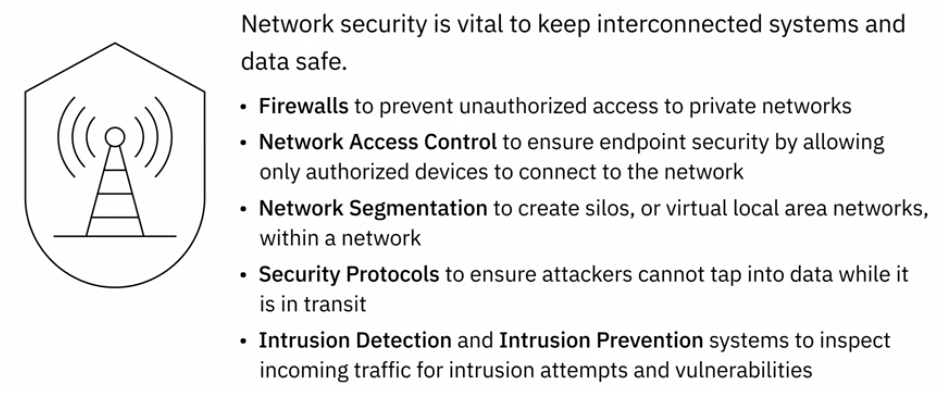 Network security is vital to keep interconnected systems and
data safe.
• Firewalls to prevent unauthorized access to private networks
• Network Access Control to ensure endpoint security by allowing
only authorized devices to connect to the network
• Network Segmentation to create silos, or virtual local area networks,
within a network
• Security Protocols to ensure attackers cannot tap into data while it
is in transit
• Intrusion Detection and Intrusion Prevention systems to inspect
incoming traffic for intrusion attempts and vulnerabilities